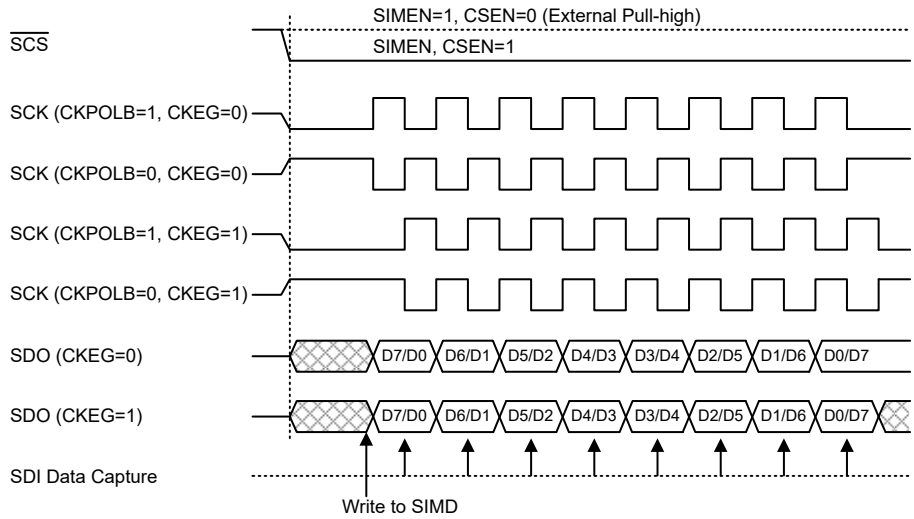 SIMEN=1, CSEN=0 (External Pull-high)
SCS
SIMEN, CSEN=1
SCK (CKPOLB=1, CKEG=0)
SCK (CKPOLB=0, CKEG=0)
SCK (CKPOLB=1, CKEG=1)
SCK (CKPOLB=0, CKEG=1)
SDO (CKEG=0) D7/D0 D6/D1 D5/D2 D4/D3 D3/D4 D2/D5 D1/D6 D0/D7
SDO (CKEG=1) D7/D0 D6/D1 D5/D2 D4/D3 D3/D4 D2/D5 D1/D6 D0/D7
SDI Data Capture
Write to SIMD